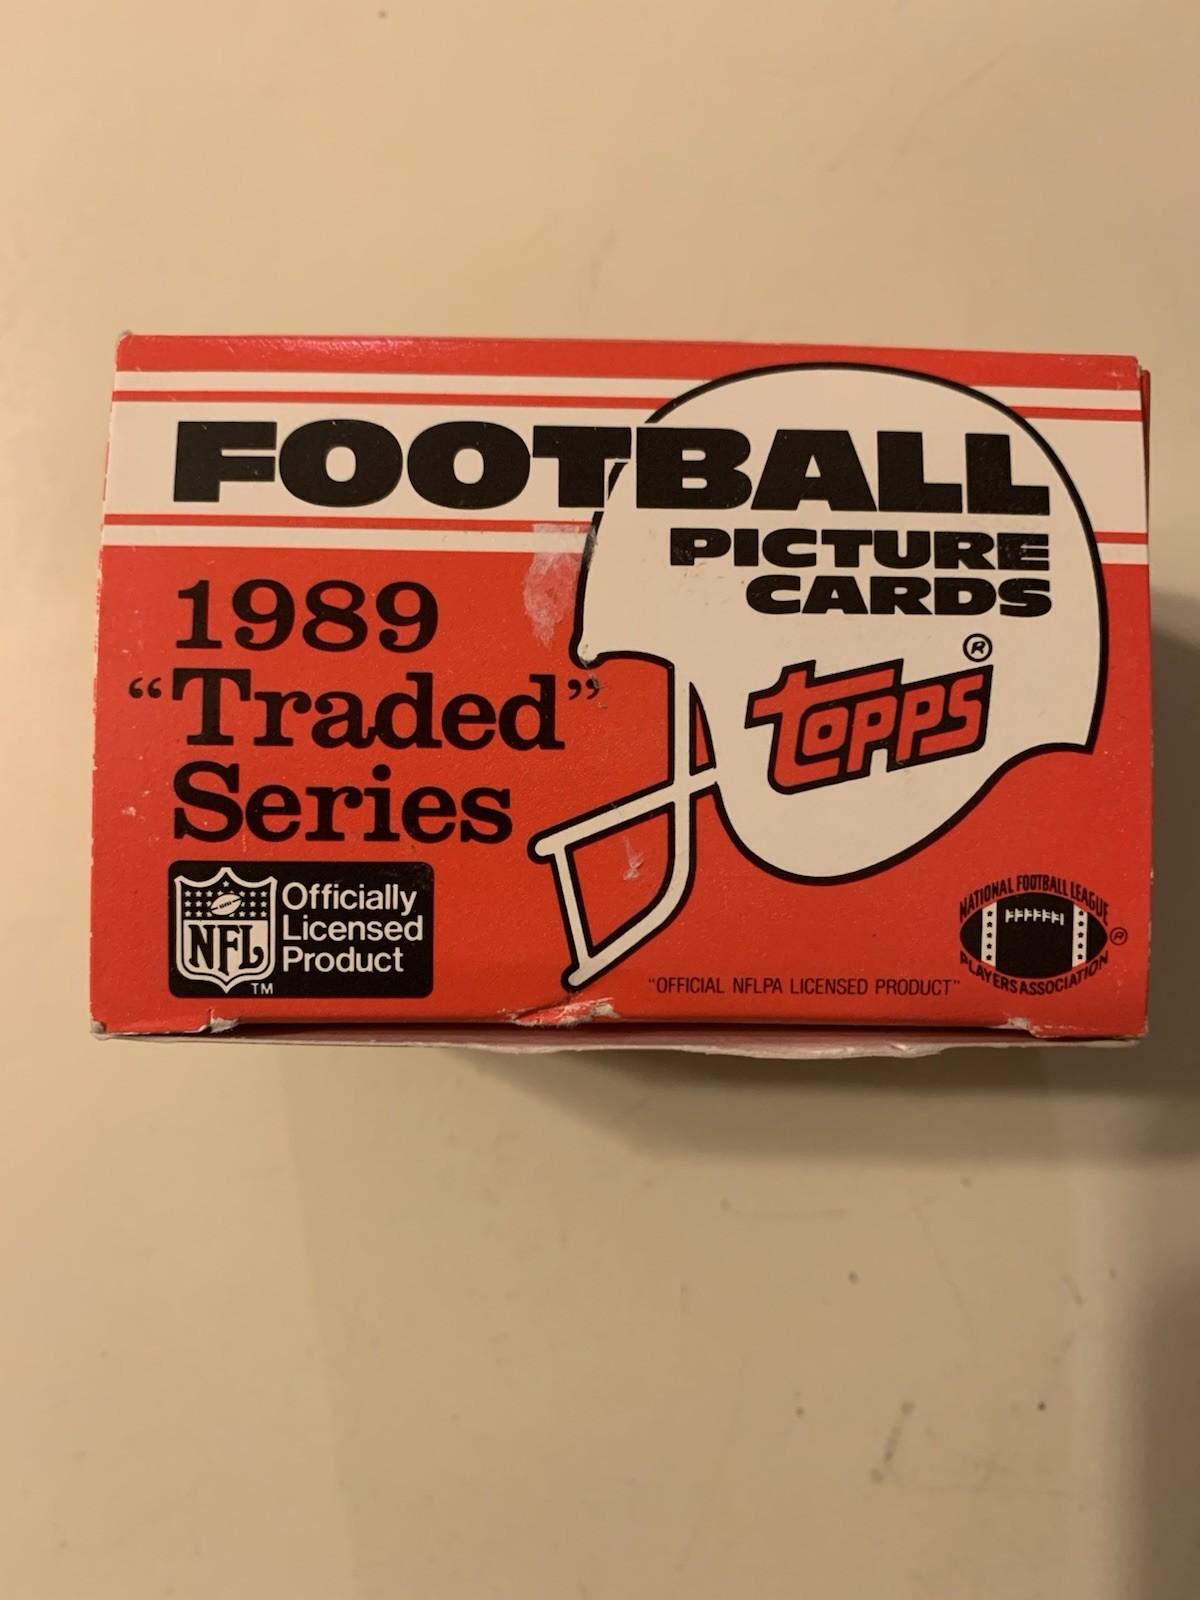 FOOTBALL
PICTURE
CARDS
1989
“Traded”
Series
TOPPS®
NFL
TM
Officially
Licensed
Product
"OFFICIAL NFLPA LICENSED PRODUCT"
NATIONAL FOOTBALL LEAGUE
PLAYERS ASSOCIATION
®